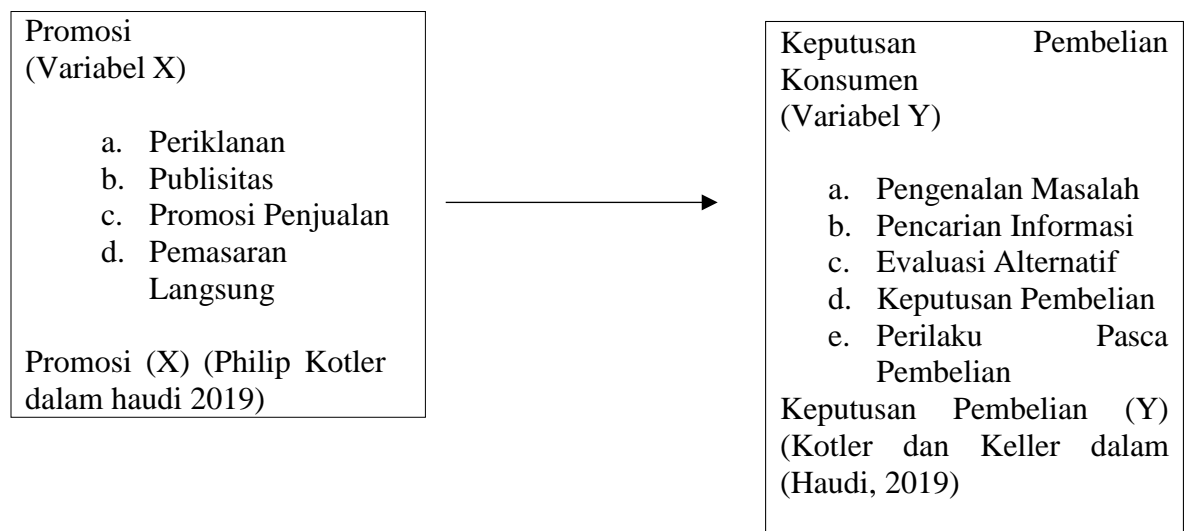 Promosi
(Variabel X)
a. Periklanan
b. Publisitas
c. Promosi Penjualan
d. Pemasaran
Langsung
Promosi (X) (Philip Kotler
dalam haudi 2019)
Keputusan Pembelian
Konsumen
(Variabel Y)
a. Pengenalan Masalah
b. Pencarian Informasi
c. Evaluasi Alternatif
d. Keputusan Pembelian
e. Perilaku Pasca
Pembelian
Keputusan Pembelian (Y)
(Kotler dan Keller dalam
(Haudi, 2019)